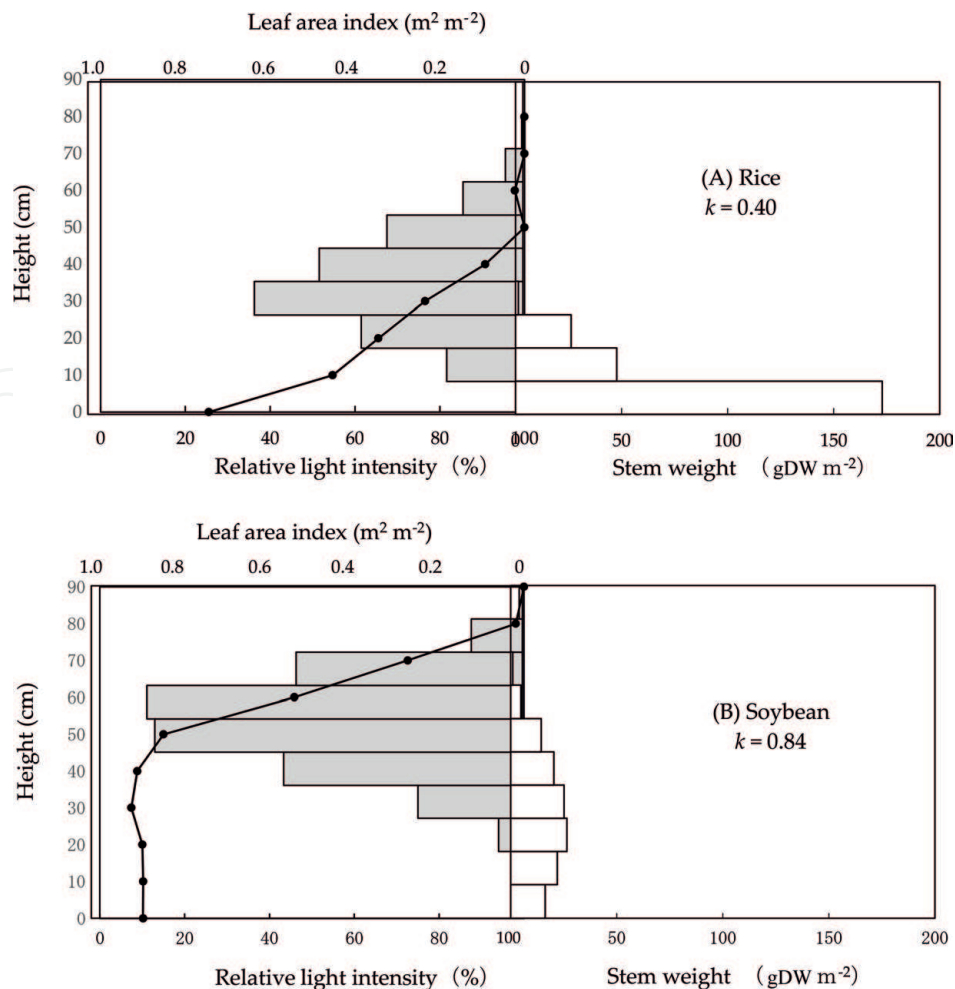 Leaf area index (m² m⁻²)
1.0 0.8 0.6 0.4 0.2 0
90
80
70
60
50
40
30
20
10
0
Height (cm)
(A) Rice
k = 0.40
0 20 40 60 80 100 0 50 100 150 200
Relative light intensity (%) Stem weight (gDW m⁻²)
Leaf area index (m² m⁻²)
1.0 0.8 0.6 0.4 0.2 0
90
80
70
60
50
40
30
20
10
0
Height (cm)
(B) Soybean
k = 0.84
0 20 40 60 80 100 50 100 150 200
Relative light intensity (%) Stem weight (gDW m⁻²)